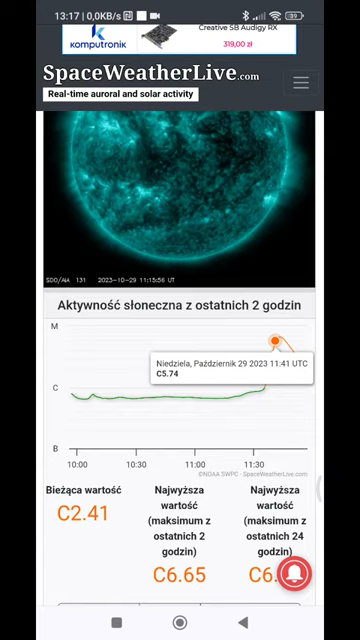 13:17 | 0,0KB/s
39
komputronik
Creative SB Audigy RX
319,00 zł
SpaceWeatherLive.com
Real-time auroral and solar activity
SDO/AIA 131 2023-10-29 11:15:56 UT
Aktywność słoneczna z ostatnich 2 godzin
M
Niedziela, Październik 29 2023 11:41 UTC
C5.74
C
B
10:00 10:30 11:00 11:30
©NOAA SWPC - SpaceWeatherLive.com
Bieżąca wartość
C2.41
Najwyższa
wartość
(maksimum z
ostatnich 2
godzin)
C6.65
Najwyższa
wartość
(maksimum z
ostatnich 24
godzin)
C6.